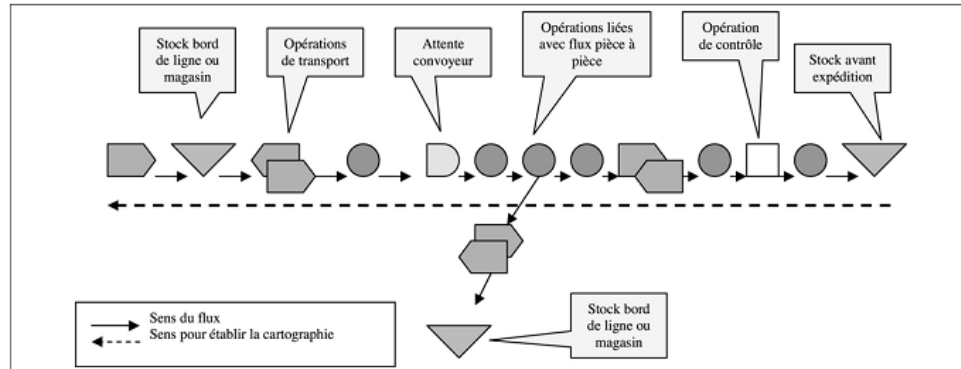 Stock bord
de ligne ou
magasin
Opérations
de transport
Attente
convoyeur
Opérations liées
avec flux pièce à
pièce
Opération
de contrôle
Stock avant
expédition
Sens du flux
Sens pour établir la cartographie
Stock bord
de ligne ou
magasin